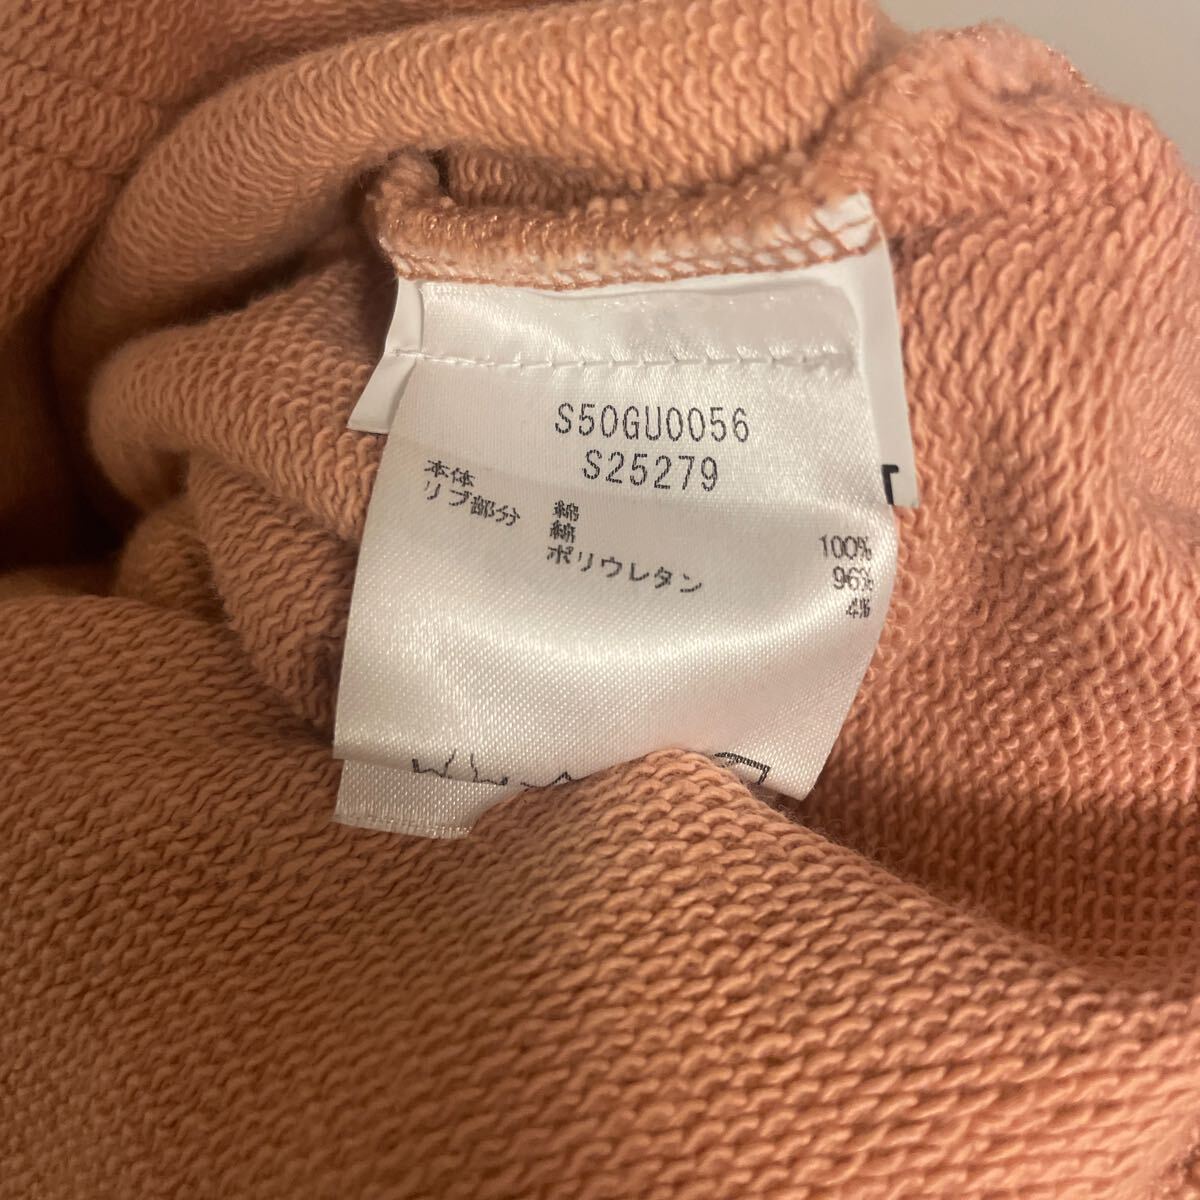 S50GU0056
S25279
本体 綿 100%
リブ部分 綿 96%
ポリウレタン 4%